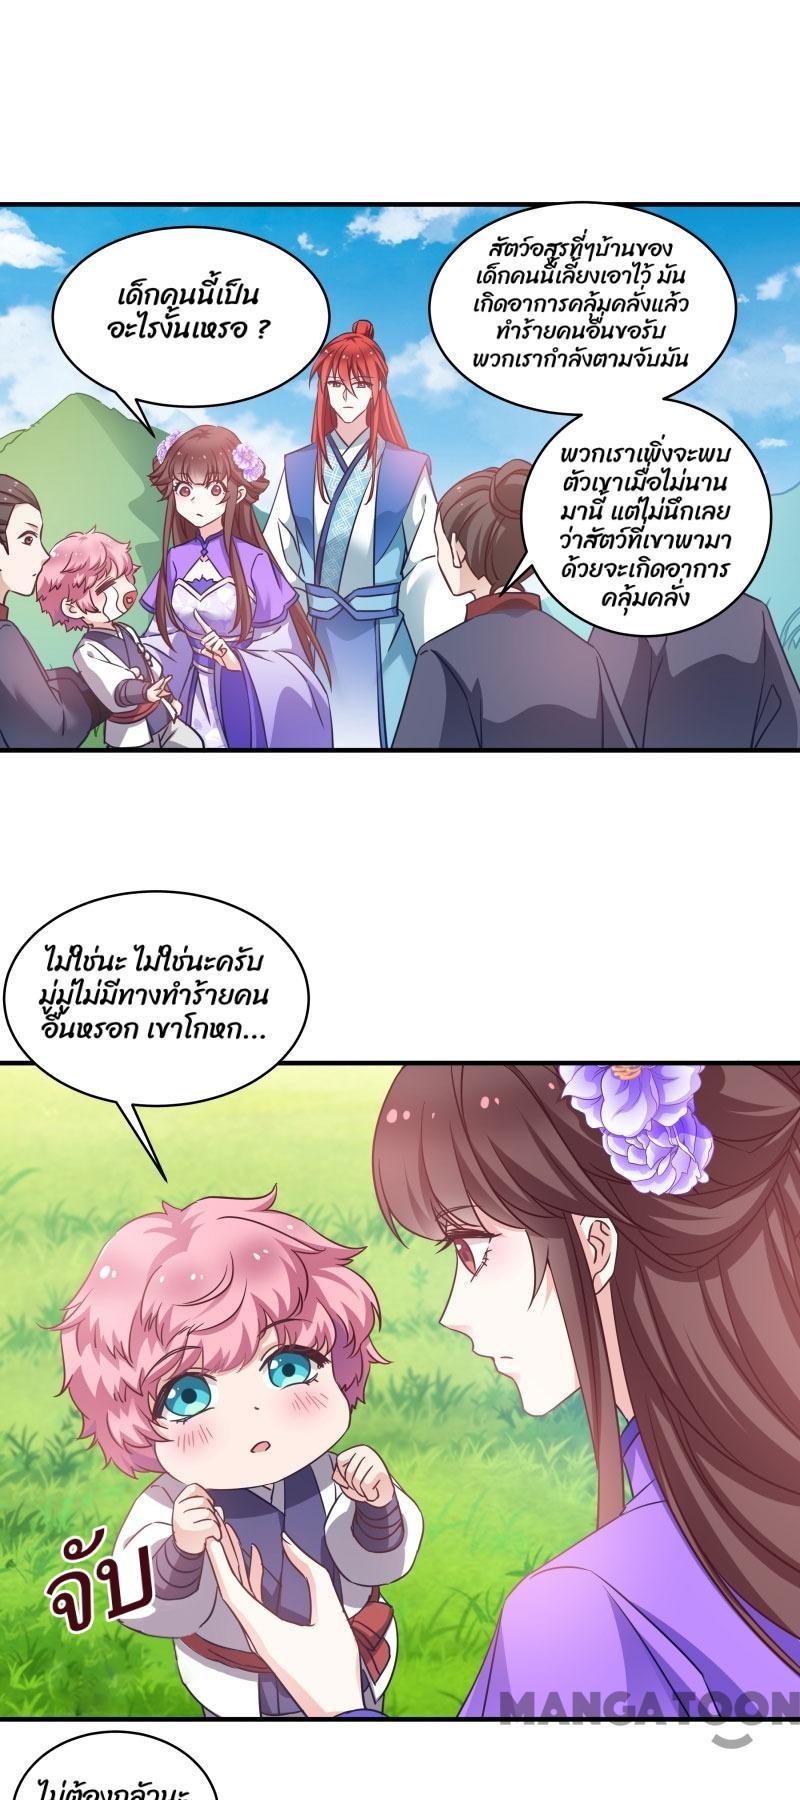 เด็กคนนี้เป็น
อะไรงั้นเหรอ ?
สัตว์อสูรที่ๆบ้านของ
เด็กคนนี้เลี้ยงเอาไว้ มัน
เกิดอาการคลุ้มคลั่งแล้ว
ทำร้ายคนอื่นขอรับ
พวกเรากำลังตามจับมัน
พวกเราเพิ่งจะพบ
ตัวเขาเมื่อไม่นาน
มานี้ แต่ไม่นึกเลย
ว่าสัตว์ที่เขาพามา
ด้วยจะเกิดอาการ
คลุ้มคลั่ง
ไม่ใช่นะ ไม่ใช่นะครับ
มู่มู่ไม่มีทางทำร้ายคน
อื่นหรอก เขาโกหก...
จับ
MANGATOON
ไม่ต้องกลัวนะ